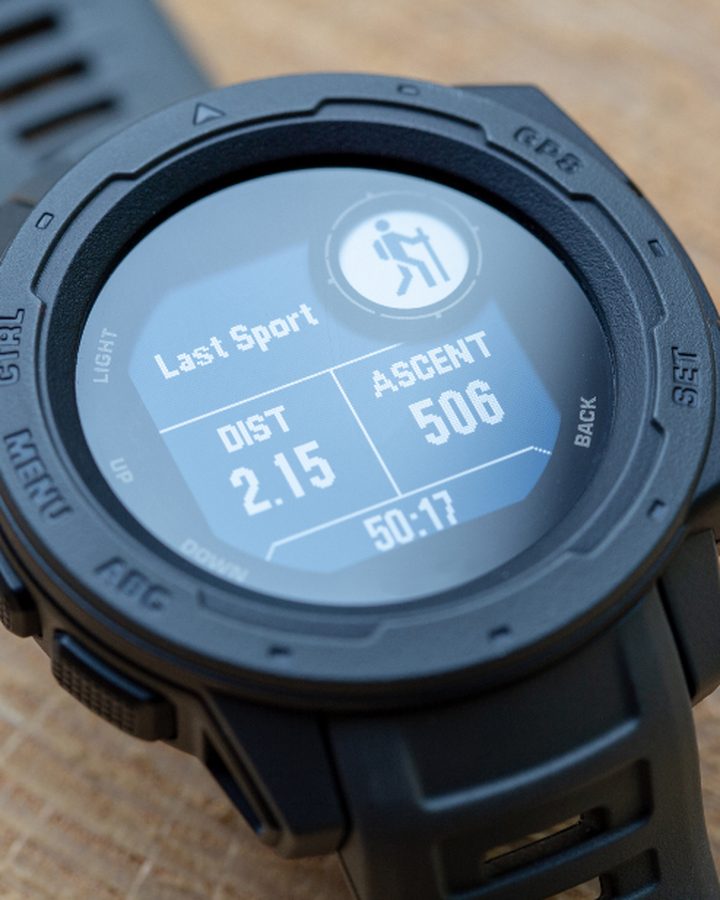 GPS
Last Sport
DIST
2.15
ASCENT
506
50:17
LIGHT
UP
DOWN
BACK
SET
CTRL
MENU
ABC